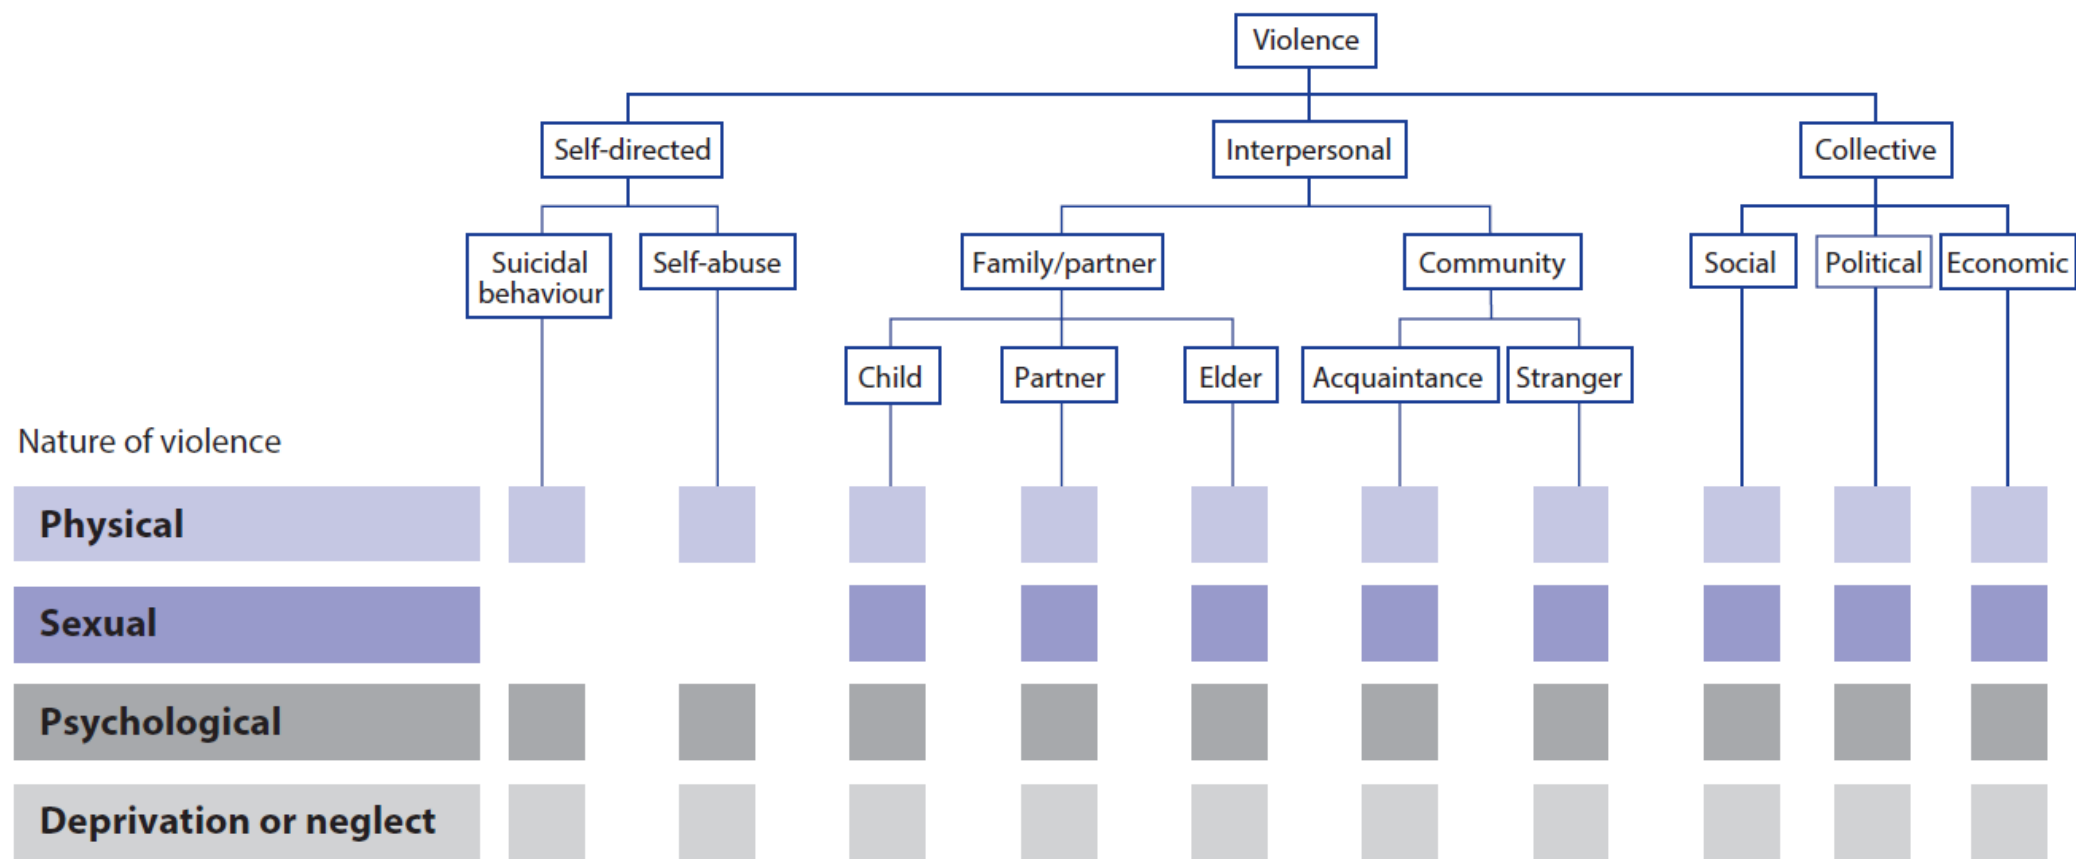 Violence
Self-directed
Interpersonal
Collective
Suicidal
behaviour
Self-abuse
Family/partner
Community
Social
Political
Economic
Child
Partner
Elder
Acquaintance
Stranger
Nature of violence
Physical
Sexual
Psychological
Deprivation or neglect